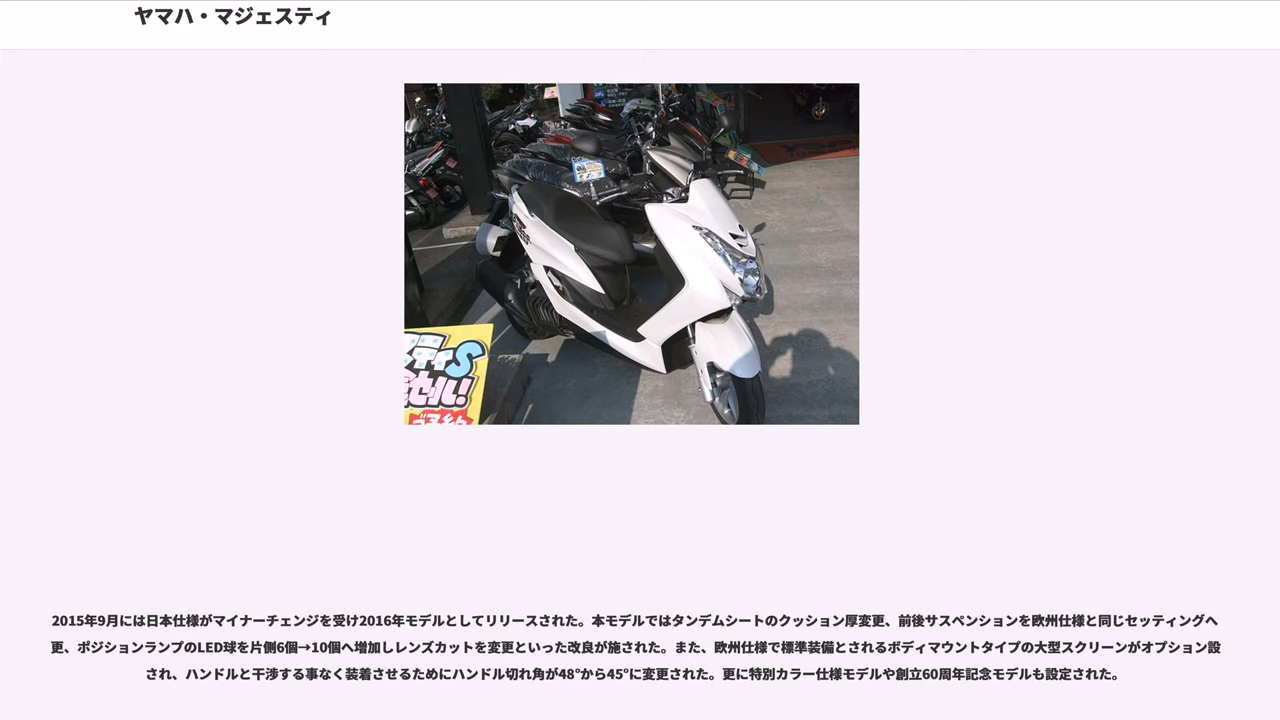 ヤマハ・マジェスティ
ティS
ご予約
2015年9月には日本仕様がマイナーチェンジを受け2016年モデルとしてリリースされた。本モデルではタンデムシートのクッション厚変更、前後サスペンションを欧州仕様と同じセッティングへ
更、ポジションランプのLED球を片側6個→10個へ増加しレンズカットを変更といった改良が施された。また、欧州仕様で標準装備とされるボディマウントタイプの大型スクリーンがオプション設
され、ハンドルと干渉する事なく装着させるためにハンドル切れ角が48°から45°に変更された。更に特別カラー仕様モデルや創立60周年記念モデルも設定された。